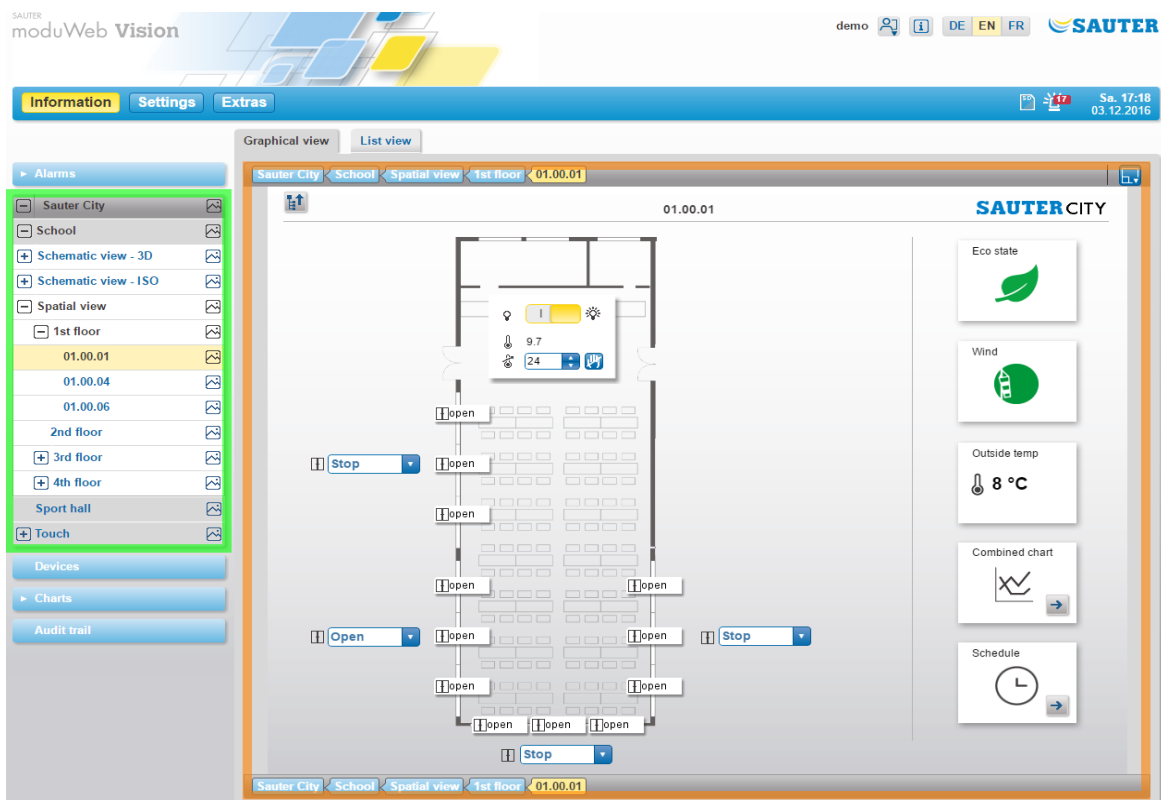 SAUTER
moduWeb Vision
demo DE EN FR SAUTER
Information Settings Extras
17 Sa. 17:18
03.12.2016
Graphical view List view
Alarms
Sauter City School Spatial view 1st floor 01.00.01
Sauter City
School
Schematic view - 3D
Schematic view - ISO
Spatial view
1st floor
01.00.01
01.00.04
01.00.06
2nd floor
3rd floor
4th floor
Sport hall
Touch
Devices
Charts
Audit trail
01.00.01
SAUTER CITY
I
9.7
24
open
Stop open
open
open open
Open open open Stop
open open
open open open
Stop
Eco state
Wind
Outside temp
8 °C
Combined chart
Schedule
Sauter City School Spatial view 1st floor 01.00.01